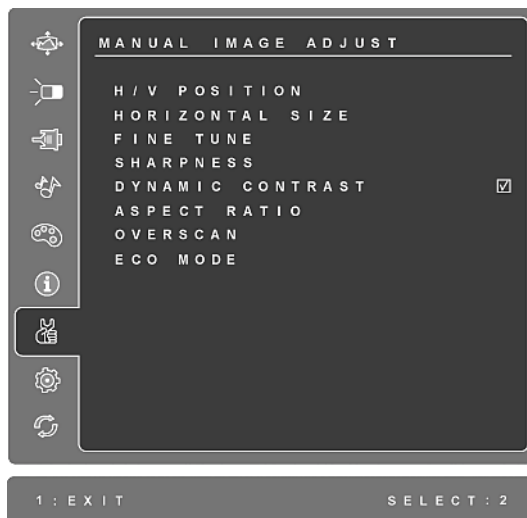 MANUAL IMAGE ADJUST
H/V POSITION
HORIZONTAL SIZE
FINE TUNE
SHARPNESS
DYNAMIC CONTRAST
ASPECT RATIO
OVERSCAN
ECO MODE
1:EXIT SELECT:2